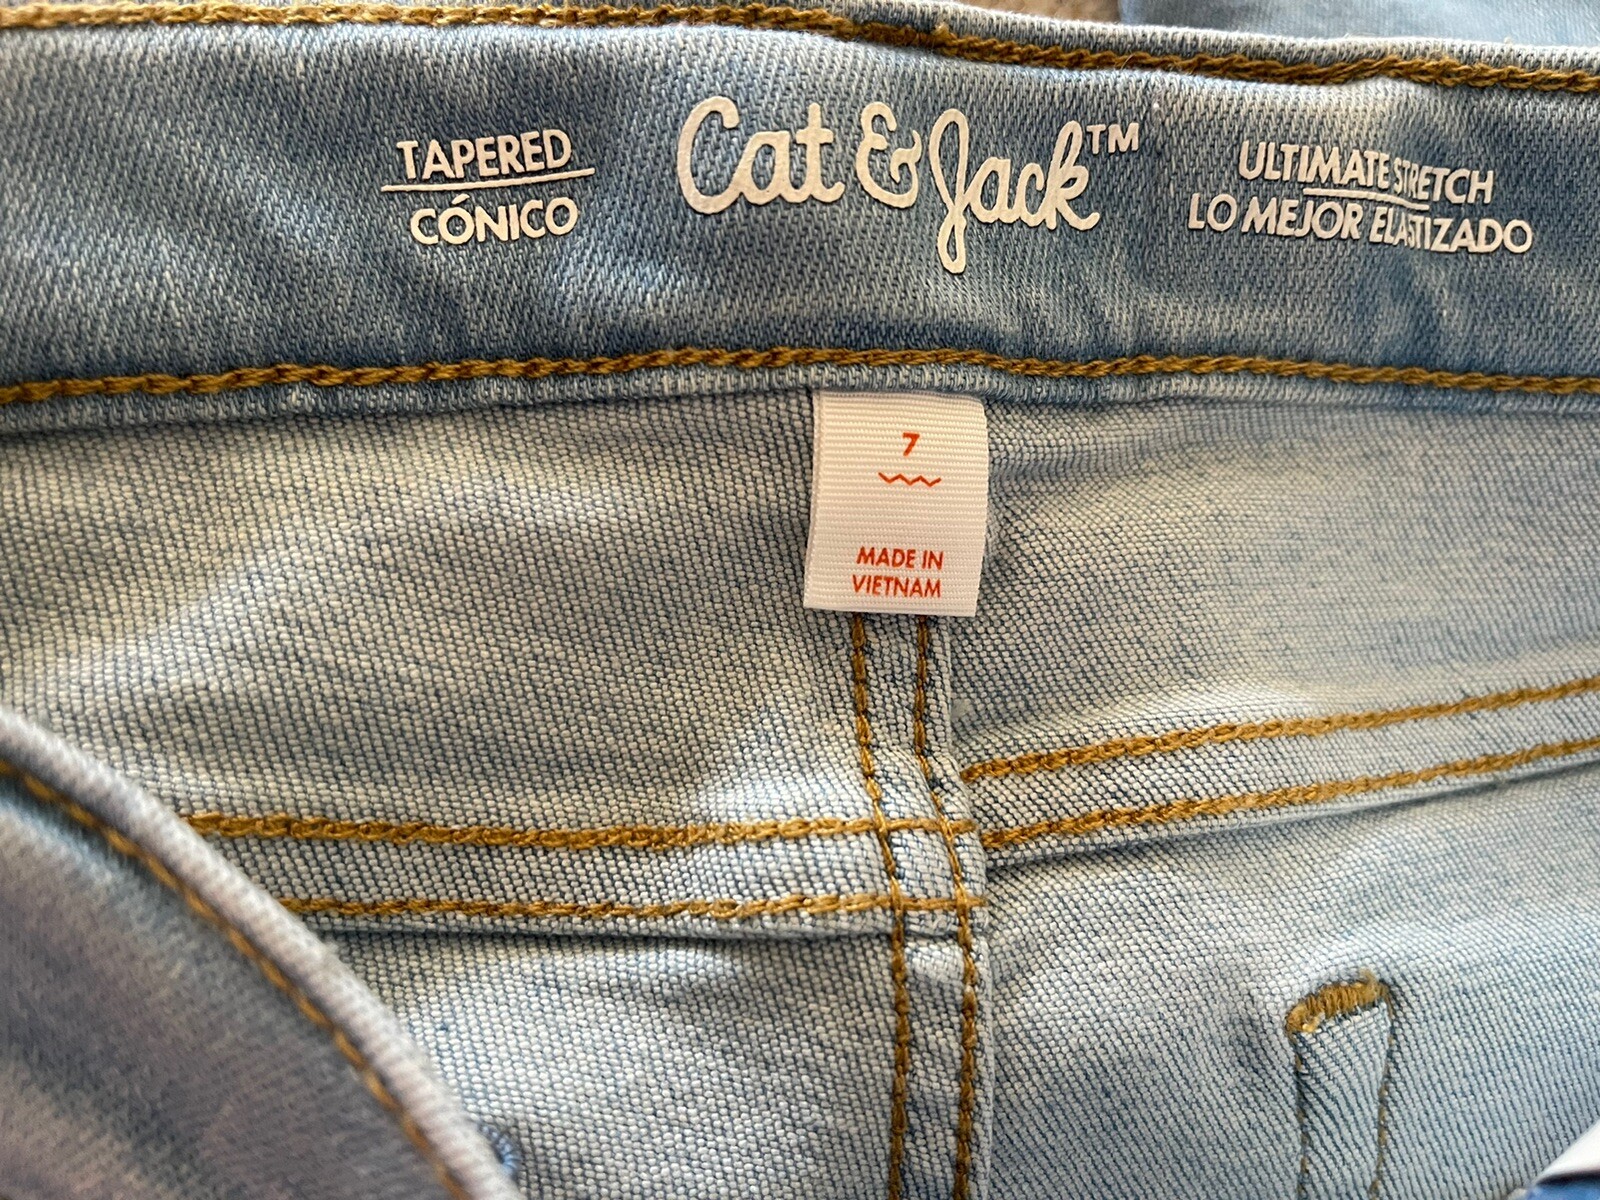 TAPERED
CÓNICO
Cat & Jack™
ULTIMATE STRETCH
LO MEJOR ELASTIZADO
7
MADE IN
VIETNAM